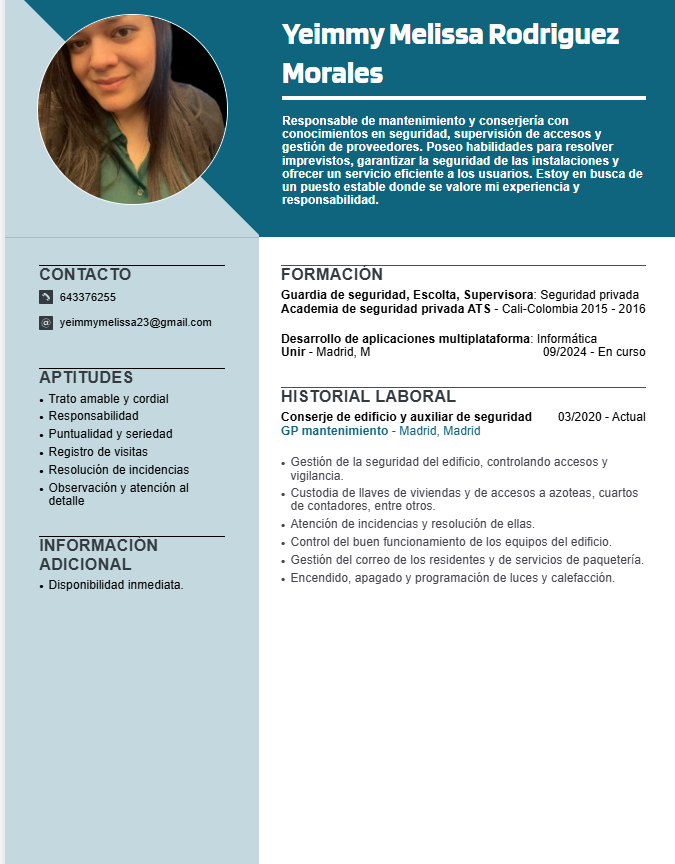 Yeimmy Melissa Rodriguez
Morales
Responsable de mantenimiento y conserjería con
conocimientos en seguridad, supervisión de accesos y
gestión de proveedores. Poseo habilidades para resolver
imprevistos, garantizar la seguridad de las instalaciones y
ofrecer un servicio eficiente a los usuarios. Estoy en busca de
un puesto estable donde se valore mi experiencia y
responsabilidad.
CONTACTO
643376255
yeimmymelissa23@gmail.com
APTITUDES
• Trato amable y cordial
• Responsabilidad
• Puntualidad y seriedad
• Registro de visitas
• Resolución de incidencias
• Observación y atención al
detalle
INFORMACIÓN
ADICIONAL
• Disponibilidad inmediata.
FORMACIÓN
Guardia de seguridad, Escolta, Supervisora: Seguridad privada
Academia de seguridad privada ATS - Cali-Colombia 2015 - 2016
Desarrollo de aplicaciones multiplataforma: Informática
Unir - Madrid, M 09/2024 - En curso
HISTORIAL LABORAL
Conserje de edificio y auxiliar de seguridad 03/2020 - Actual
GP mantenimiento - Madrid, Madrid
• Gestión de la seguridad del edificio, controlando accesos y
vigilancia.
• Custodia de llaves de viviendas y de accesos a azoteas, cuartos
de contadores, entre otros.
• Atención de incidencias y resolución de ellas.
• Control del buen funcionamiento de los equipos del edificio.
• Gestión del correo de los residentes y de servicios de paquetería.
• Encendido, apagado y programación de luces y calefacción.